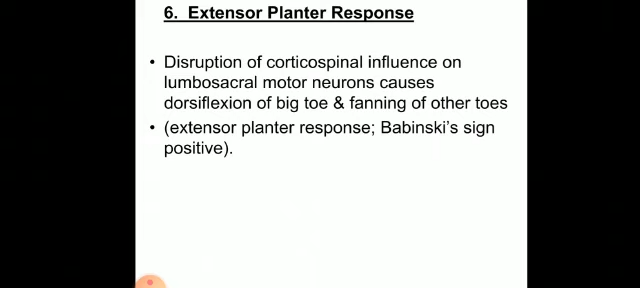 6. Extensor Planter Response
• Disruption of corticospinal influence on
lumbosacral motor neurons causes
dorsiflexion of big toe & fanning of other toes
• (extensor planter response; Babinski's sign
positive).